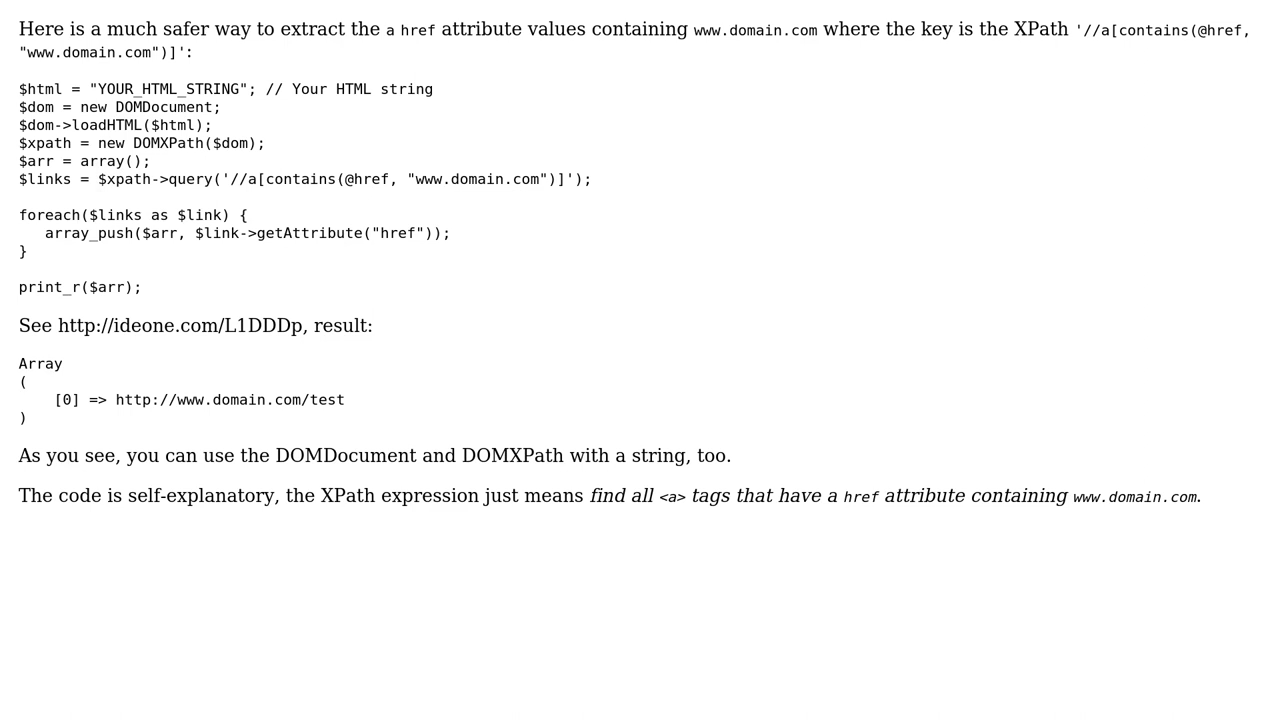 Here is a much safer way to extract the a href attribute values containing www.domain.com where the key is the XPath '//a[contains(@href,
"www.domain.com")]':
$html = "YOUR_HTML_STRING"; // Your HTML string
$dom = new DOMDocument;
$dom->loadHTML($html);
$xpath = new DOMXPath($dom);
$arr = array();
$links = $xpath->query('//a[contains(@href, "www.domain.com")]');
foreach($links as $link) {
   array_push($arr, $link->getAttribute("href"));
}
print_r($arr);
See http://ideone.com/L1DDDp, result:
Array
(
    [0] => http://www.domain.com/test
)
As you see, you can use the DOMDocument and DOMXPath with a string, too.
The code is self-explanatory, the XPath expression just means find all <a> tags that have a href attribute containing www.domain.com.